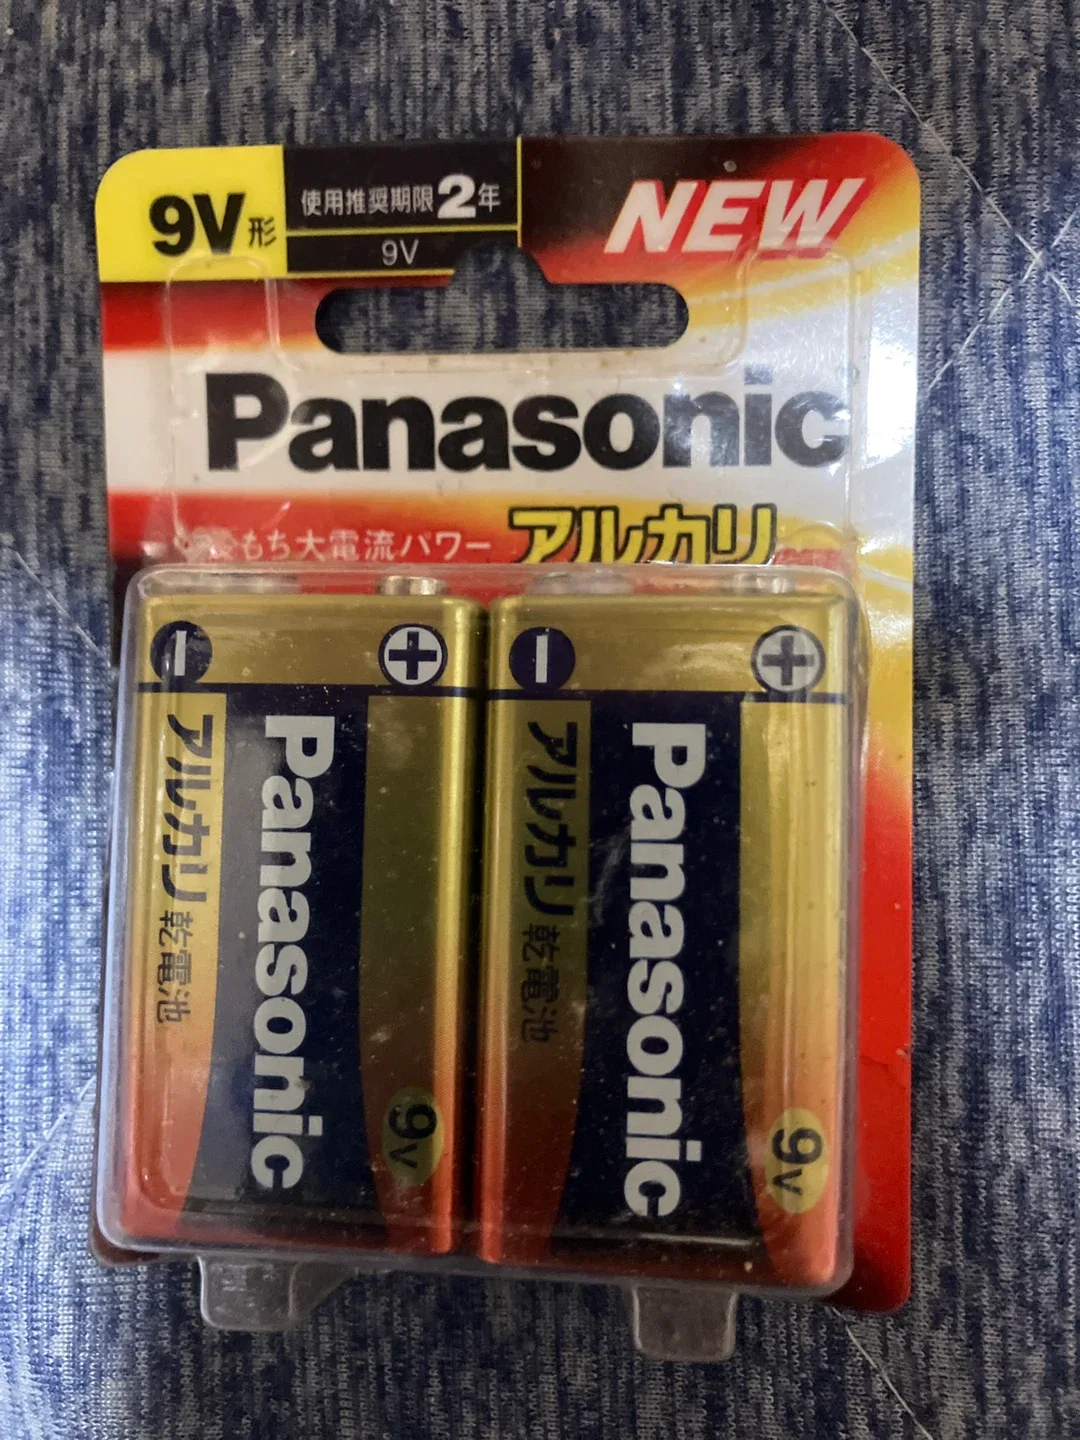 9V形
使用推奨期限2年
9V
NEW
Panasonic
もち大電流パワー
アルカリ
アルカリ乾電池
Panasonic
9v
アルカリ乾電池
Panasonic
9v